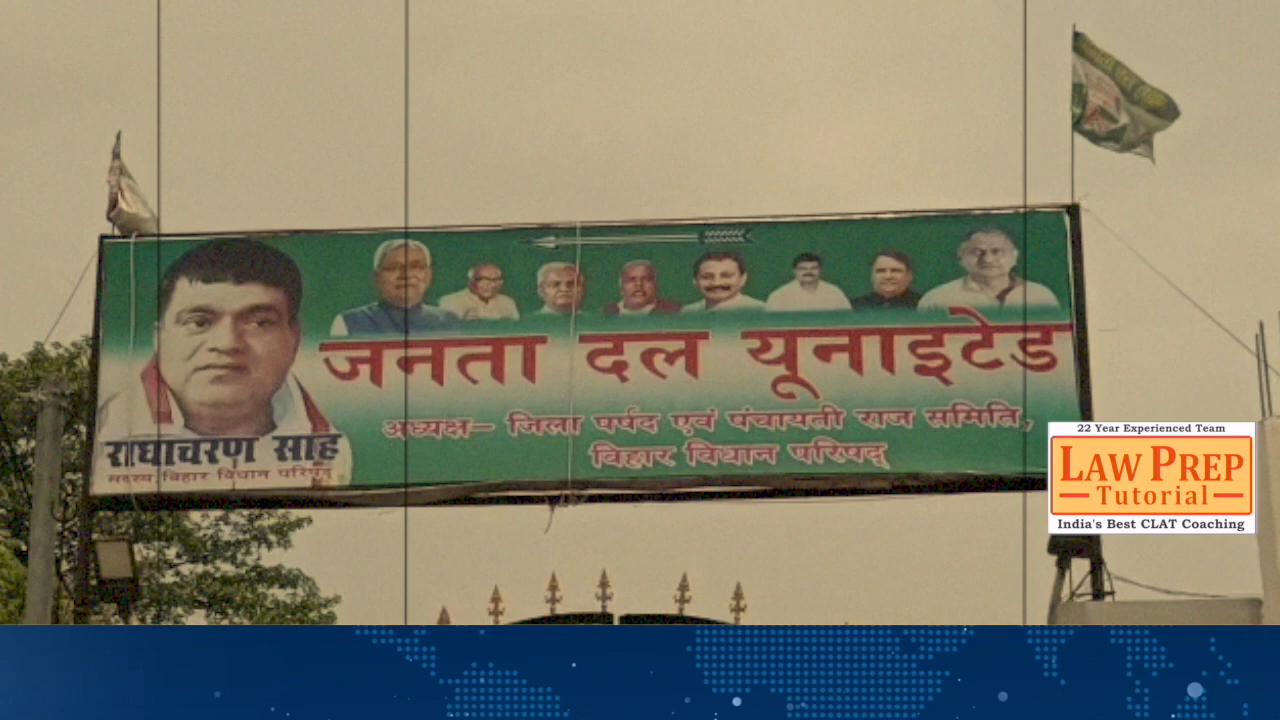 जनता दल यूनाइटेड
अध्यक्ष– जिला पर्षद एवं पंचायती राज समिति,
बिहार विधान परिषद्
राधाचरण साह
सदस्य बिहार विधान परिषद्
22 Year Experienced Team
LAW PREP
Tutorial
India's Best CLAT Coaching